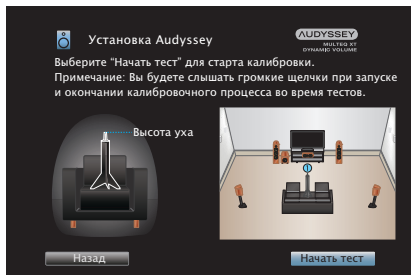 Установка Audyssey
AUDYSSEY
MULTEQ XT
DYNAMIC VOLUME
Выберите “Начать тест” для старта калибровки.
Примечание: Вы будете слышать громкие щелчки при запуске
и окончании калибровочного процесса во время тестов.
Высота уха
1
Назад
Начать тест